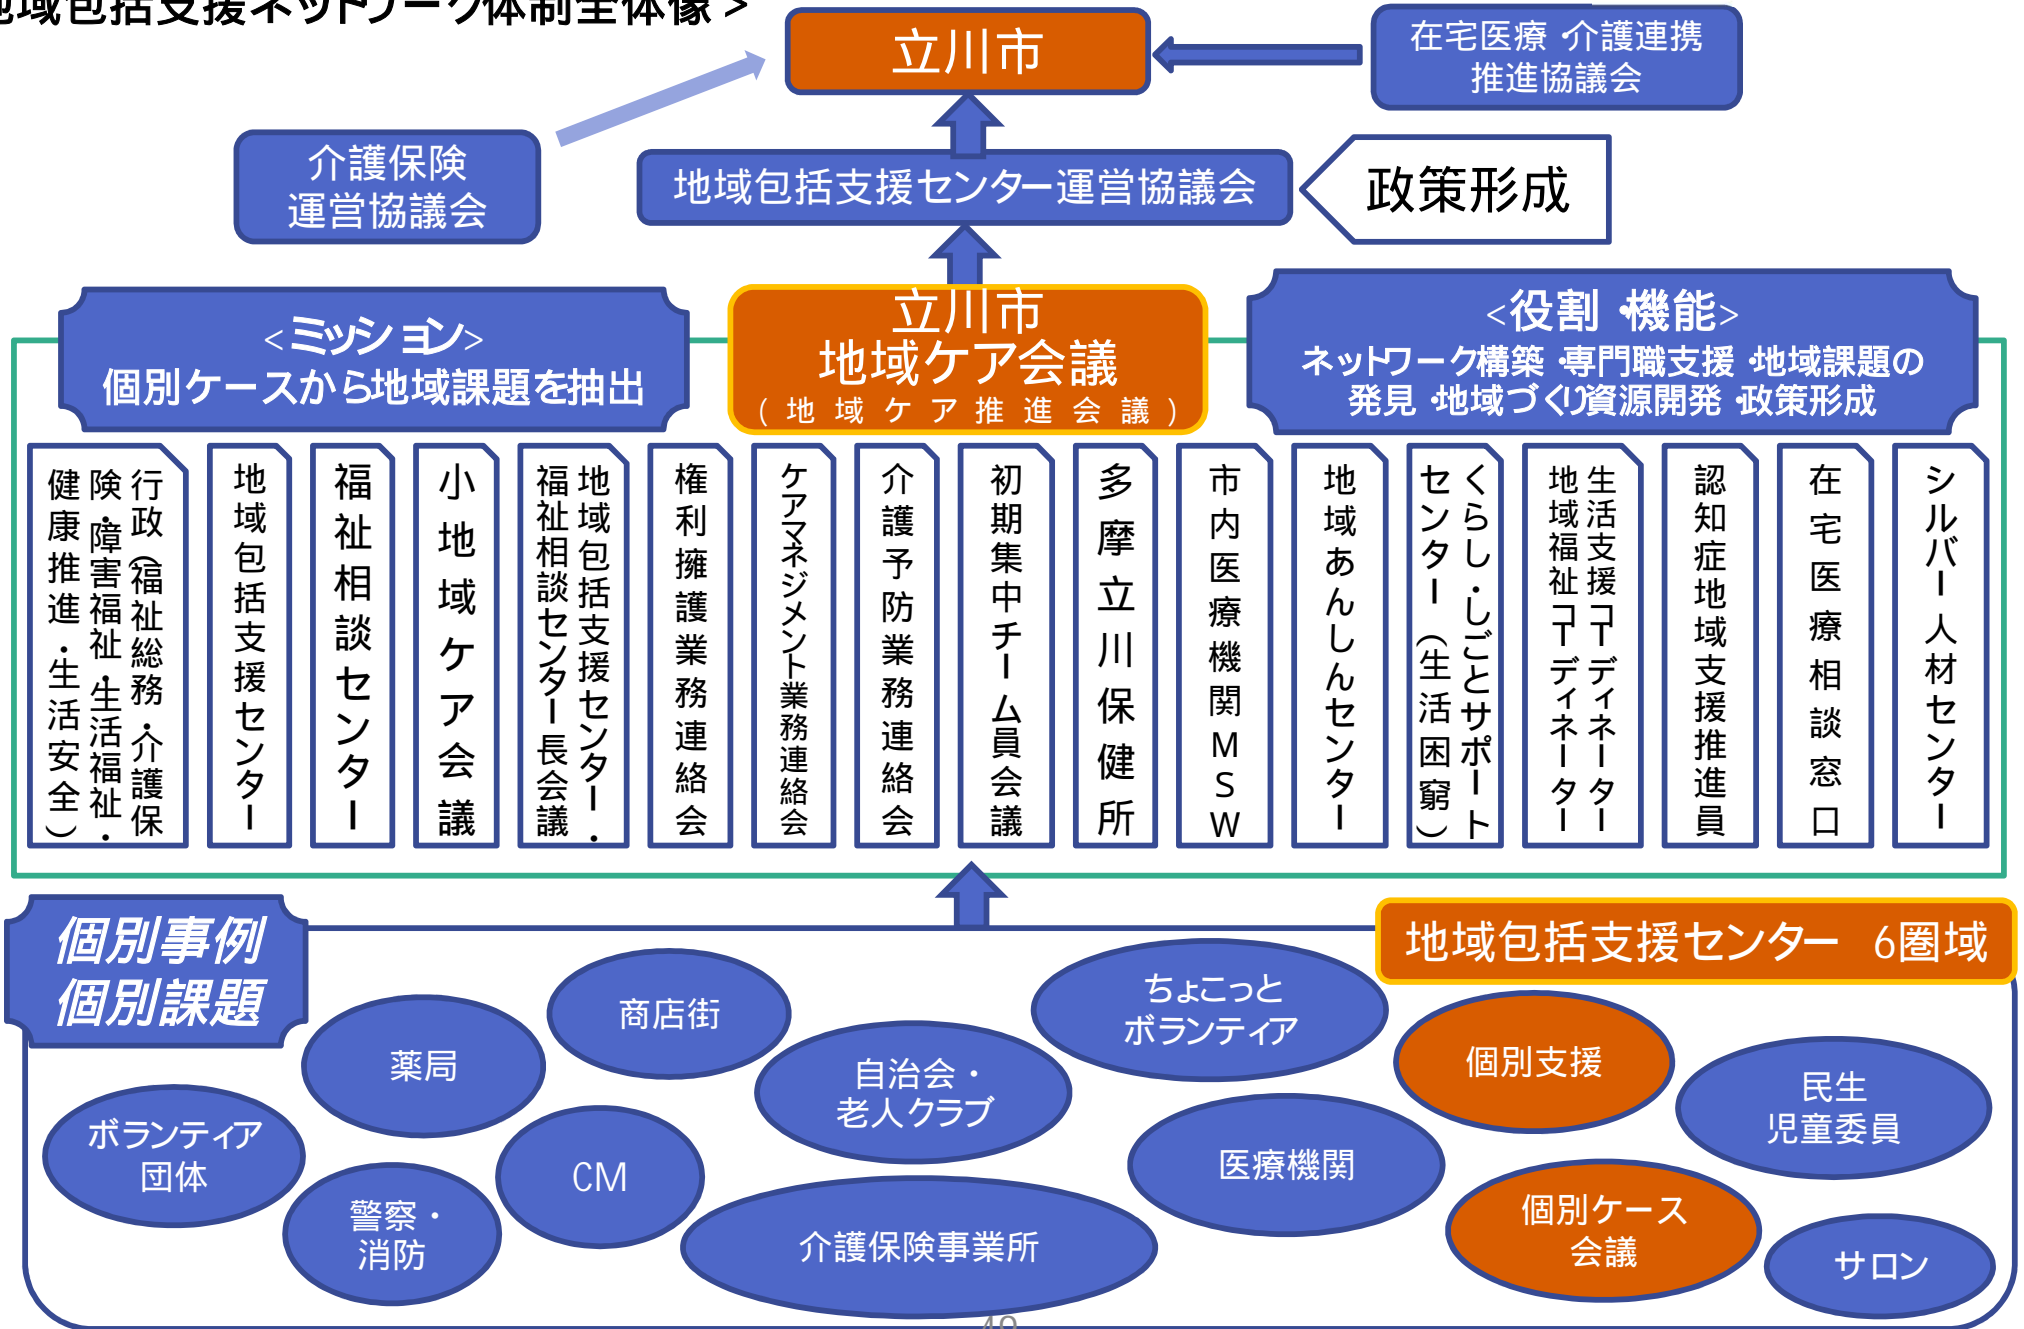 域包括支援ネットワーク体制全体像>
立川市
在宅医療・介護連携
推進協議会
介護保険
運営協議会
地域包括支援センター運営協議会
政策形成
<ミッション>
個別ケースから地域課題を抽出
立川市
地域ケア会議
(地域ケア推進会議)
<役割・機能>
ネットワーク構築・専門職支援・地域課題の
発見・地域づくり資源開発・政策形成
行政(福祉総務・介護保
険・障害福祉・生活福祉・
健康推進・生活安全)
地域包括支援センター
福祉相談センター
小地域ケア会議
地域包括支援センター・
福祉相談センター長会議
権利擁護業務連絡会
ケアマネジメント業務連絡会
介護予防業務連絡会
初期集中チーム員会議
多摩立川保健所
市内医療機関MSW
地域あんしんセンター
くらし・しごとサポート
センター(生活困窮)
生活支援コーディネーター
地域福祉コーディネーター
認知症地域支援推進員
在宅医療相談窓口
シルバー人材センター
個別事例
個別課題
地域包括支援センター 6圏域
商店街
ちょこっと
ボランティア
薬局
自治会・
老人クラブ
個別支援
民生
児童委員
ボランティア
団体
CM
医療機関
警察・
消防
介護保険事業所
個別ケース
会議
サロン